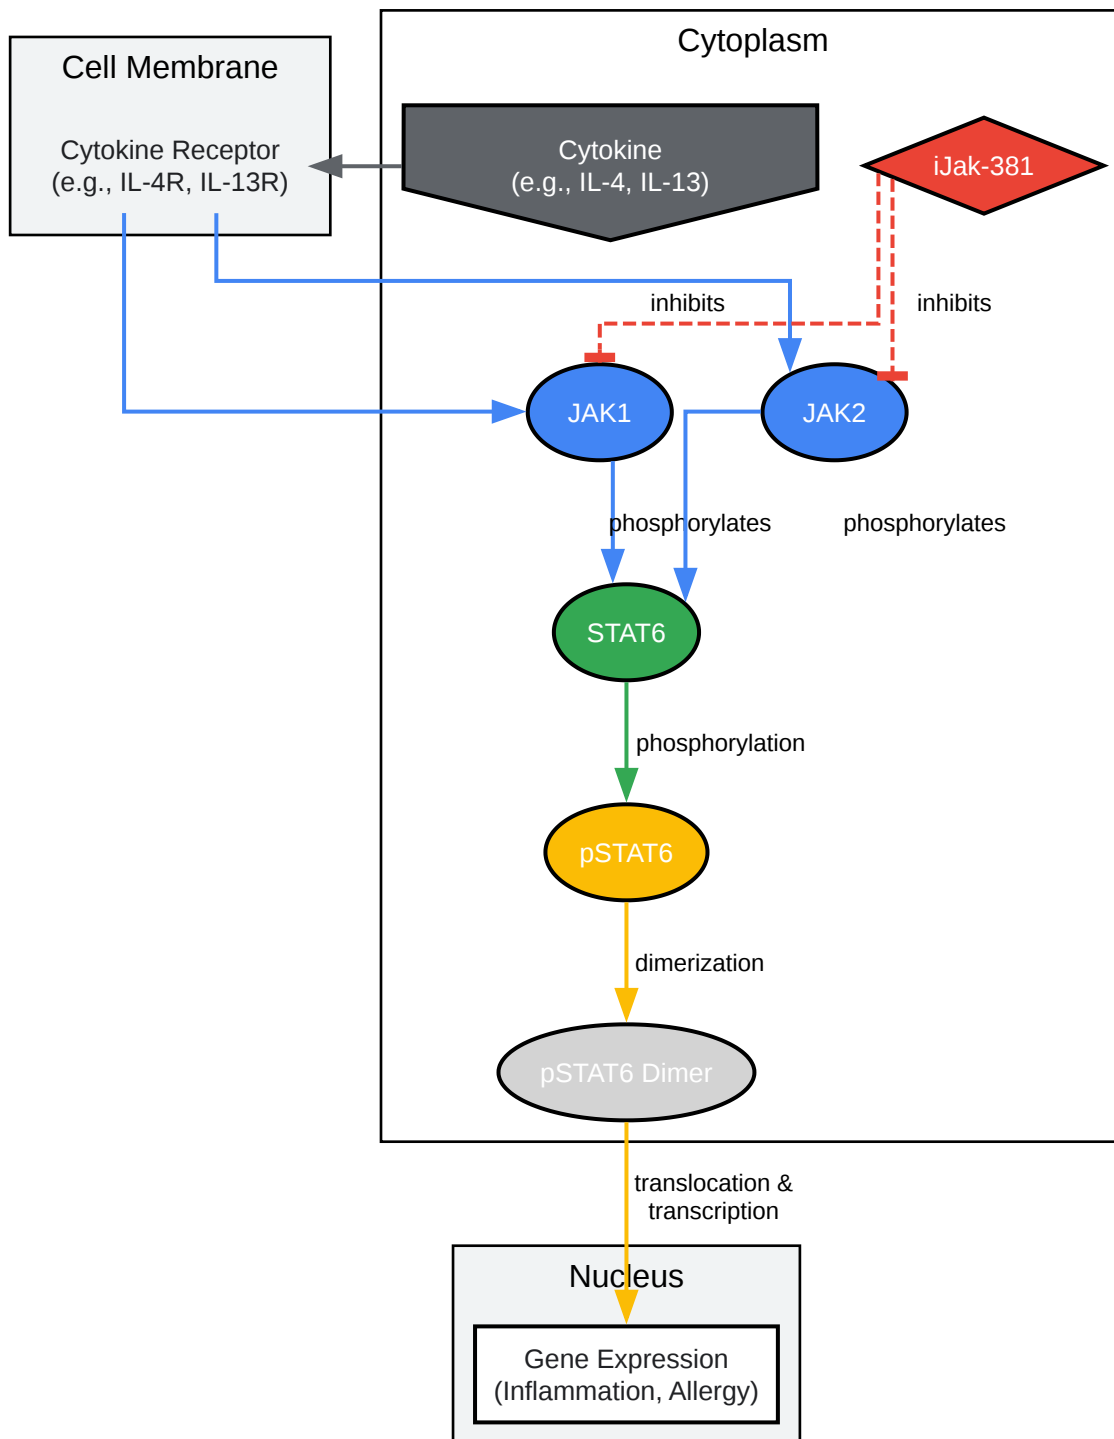 Cytoplasm
Cell Membrane
Cytokine Receptor
(e.g., IL-4R, IL-13R)
Cytokine
(e.g., IL-4, IL-13)
iJak-381
inhibits
inhibits
JAK1
JAK2
phosphorylates
phosphorylates
STAT6
phosphorylation
pSTAT6
dimerization
pSTAT6 Dimer
translocation &
transcription
Nucleus
Gene Expression
(Inflammation, Allergy)